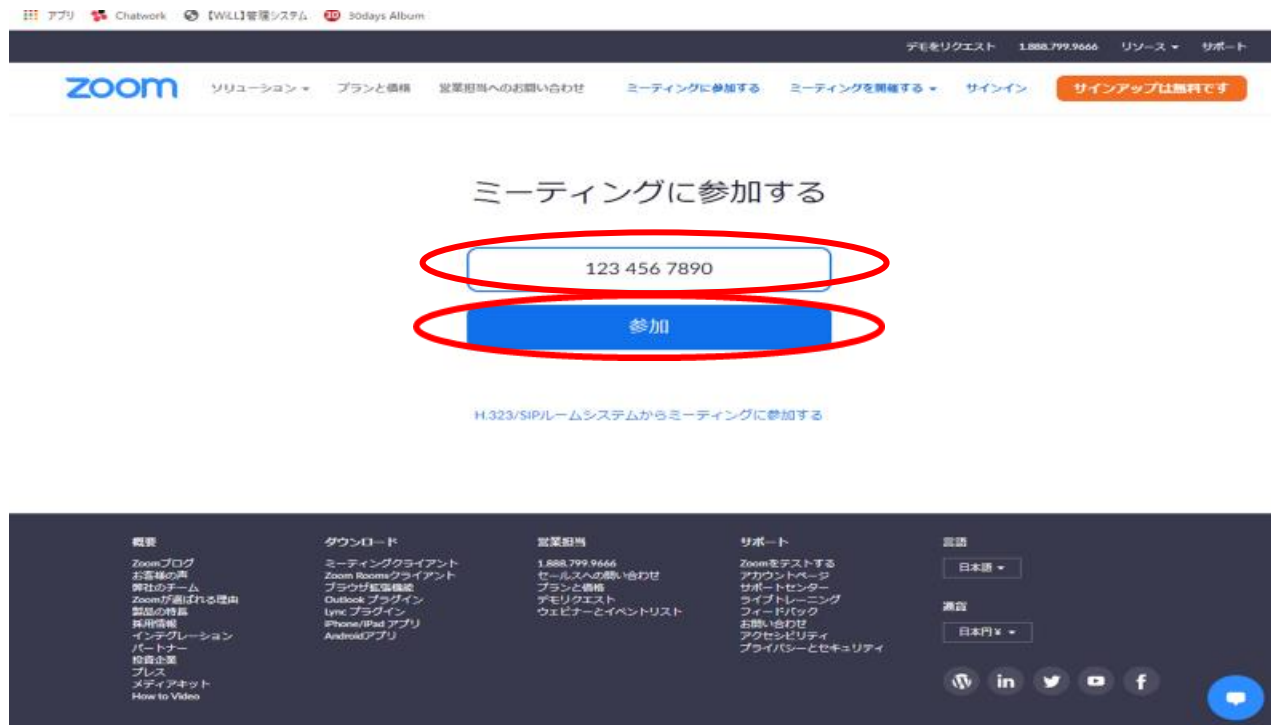 アプリ Chatwork 【WiLL】管理システム 30days Album
デモをリクエスト 1.888.799.9666 リソース サポート
zoom ソリューション プランと価格 営業担当へのお問い合わせ ミーティングに参加する ミーティングを開催する サインイン サインアップは無料です
ミーティングに参加する
123 456 7890
参加
H.323/SIPルームシステムからミーティングに参加する
概要
Zoomブログ
お客様の声
弊社のチーム
Zoomが選ばれる理由
製品の特長
採用情報
インテグレーション
パートナー
投資企業
プレス
メディアキット
How to Video
ダウンロード
ミーティングクライアント
Zoom Roomsクライアント
ブラウザ拡張機能
Outlook プラグイン
Lync プラグイン
iPhone/iPad アプリ
Androidアプリ
営業担当
1.888.799.9666
セールスへの問い合わせ
プランと価格
デモリクエスト
ウェビナーとイベントリスト
サポート
Zoomをテストする
アカウントページ
サポートセンター
ライブトレーニング
フィードバック
お問い合わせ
アクセシビリティ
プライバシーとセキュリティ
言語
日本語
通貨
日本円¥